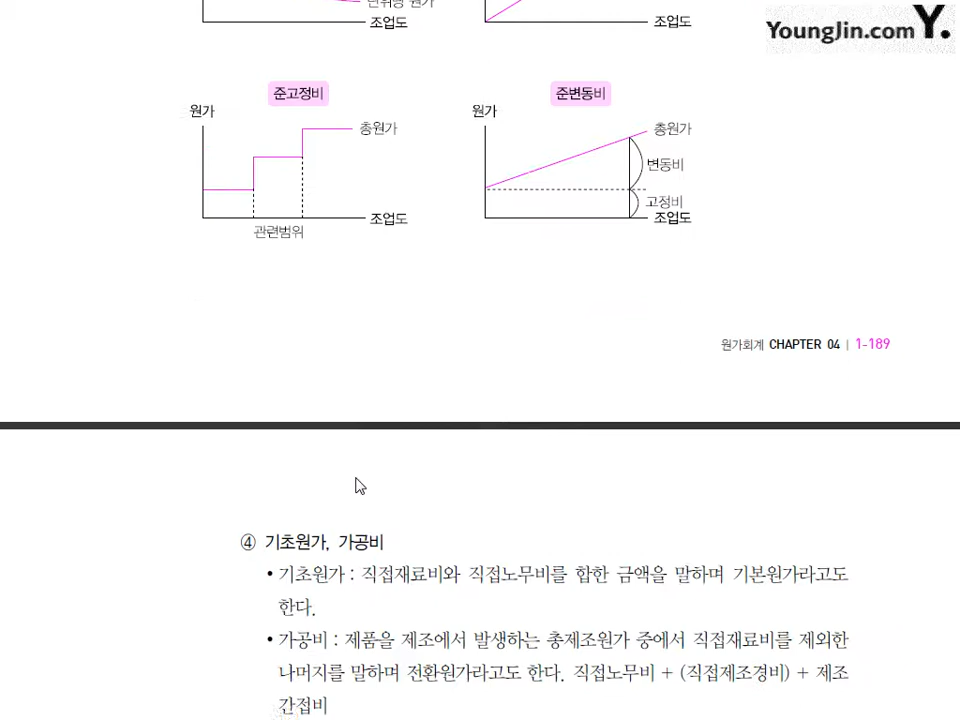 단위당 원가
조업도
조업도
YoungJin.com Y.
준고정비
준변동비
원가
원가
총원가
총원가
변동비
고정비
조업도
조업도
관련범위
원가회계 CHAPTER 04 | 1-189
④ 기초원가, 가공비
• 기초원가 : 직접재료비와 직접노무비를 합한 금액을 말하며 기본원가라고도
한다.
• 가공비 : 제품을 제조에서 발생하는 총제조원가 중에서 직접재료비를 제외한
나머지를 말하며 전환원가라고도 한다. 직접노무비 + (직접제조경비) + 제조
간접비